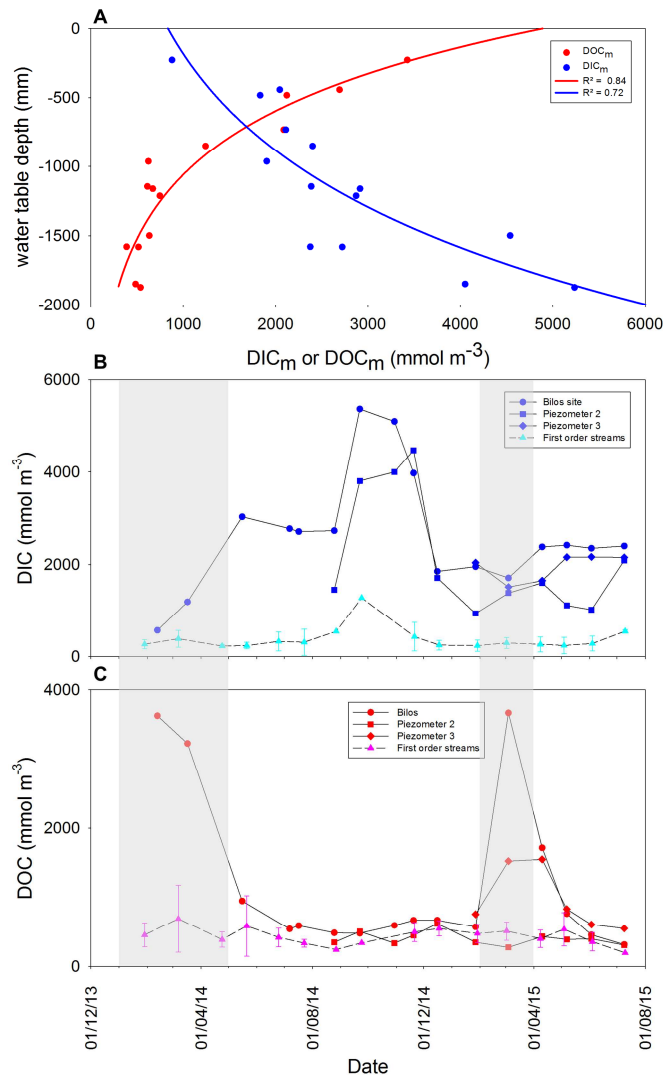 A
0
-500
-1000
-1500
-2000
water table depth (mm)
DOCm
DICm
R² = 0.84
R² = 0.72
0 1000 2000 3000 4000 5000 6000
DICm or DOCm (mmol m-3)
B
6000
4000
2000
0
DIC (mmol m-3)
Bilos site
Piezometer 2
Piezometer 3
First order streams
C
4000
2000
0
DOC (mmol m-3)
Bilos
Piezometer 2
Piezometer 3
First order streams
01/12/13 01/04/14 01/08/14 01/12/14 01/04/15 01/08/15
Date